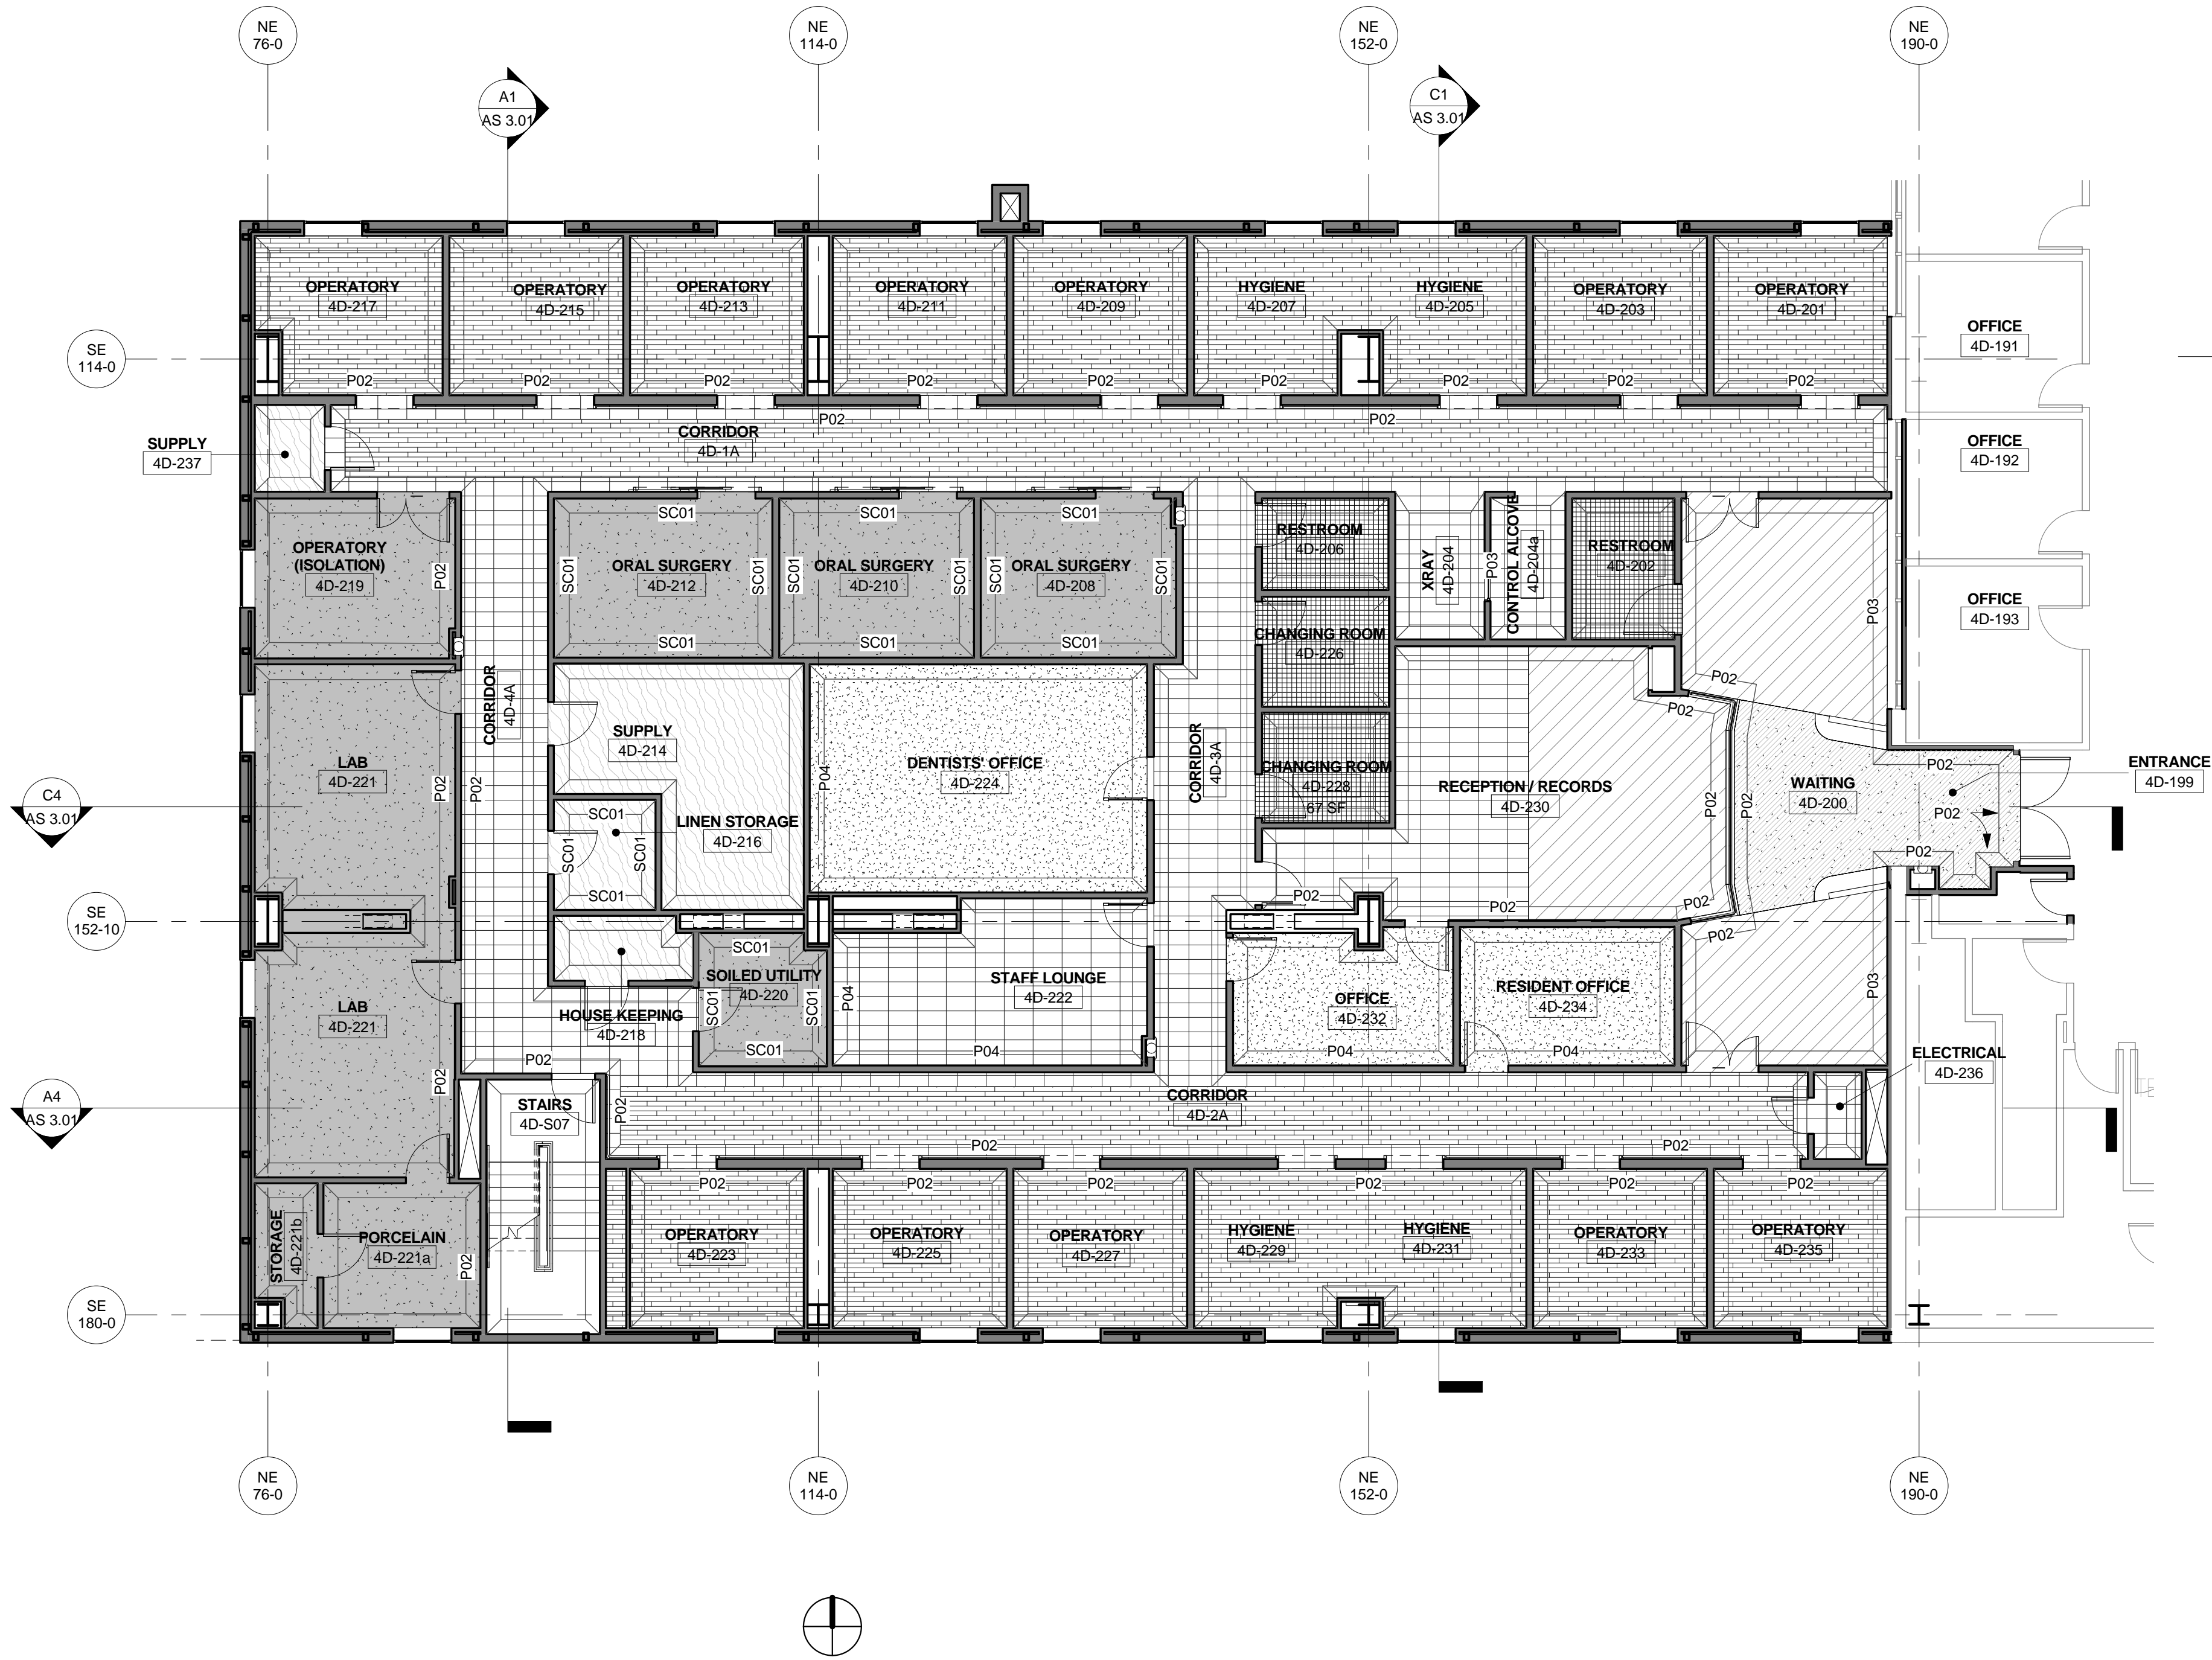 NE
76-0
NE
114-0
NE
152-0
NE
190-0
A1
AS 3.01
C1
AS 3.01
OPERATORY
4D-217
OPERATORY
4D-215
OPERATORY
4D-213
OPERATORY
4D-211
OPERATORY
4D-209
HYGIENE
4D-207
HYGIENE
4D-205
OPERATORY
4D-203
OPERATORY
4D-201
OFFICE
4D-191
SE
114-0
P02
P02
P02
P02
P02
P02
P02
P02
P02
P02
P02
CORRIDOR
4D-1A
SUPPLY
4D-237
OFFICE
4D-192
OPERATORY
(ISOLATION)
4D-219
P02
SC01
SC01
SC01
SC01
ORAL SURGERY
4D-212
SC01
SC01
SC01
ORAL SURGERY
4D-210
SC01
SC01
SC01
ORAL SURGERY
4D-208
SC01
SC01
RESTROOM
4D-206
XRAY
4D-204
P03
CONTROL ALCOVE
4D-204a
RESTROOM
4D-202
P03
OFFICE
4D-193
CHANGING ROOM
4D-226
CORRIDOR
4D-4A
P02
P02
LAB
4D-221
SUPPLY
4D-214
P04
DENTISTS' OFFICE
4D-224
CORRIDOR
4D-3A
CHANGING ROOM
4D-228
67 SF
RECEPTION / RECORDS
4D-230
P02
P02
P02
P02
WAITING
4D-200
P02
ENTRANCE
4D-199
P02
P02
C4
AS 3.01
SC01
SC01
SC01
SC01
LINEN STORAGE
4D-216
P02
P02
P02
P02
SE
152-10
LAB
4D-221
P02
SC01
SOILED UTILITY
4D-220
SC01
SC01
SC01
HOUSE KEEPING
4D-218
P02
P04
STAFF LOUNGE
4D-222
P04
OFFICE
4D-232
P04
RESIDENT OFFICE
4D-234
P04
P03
ELECTRICAL
4D-236
A4
AS 3.01
STAIRS
4D-S07
P02
CORRIDOR
4D-2A
P02
P02
STORAGE
4D-221b
PORCELAIN
4D-221a
P02
P02
P02
P02
P02
P02
P02
OPERATORY
4D-223
OPERATORY
4D-225
OPERATORY
4D-227
HYGIENE
4D-229
HYGIENE
4D-231
OPERATORY
4D-233
OPERATORY
4D-235
SE
180-0
NE
76-0
NE
114-0
NE
152-0
NE
190-0